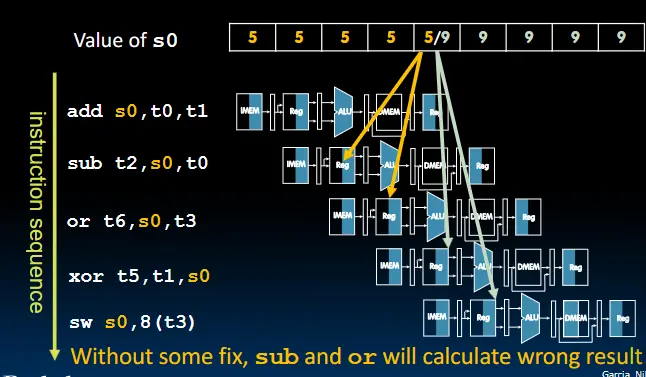 Value of s0
5 5 5 5 5/9 9 9 9 9
instruction sequence
add s0,t0,t1
IMEM Reg ALU DMEM Reg
sub t2,s0,t0
IMEM Reg ALU DMEM Reg
or t6,s0,t3
IMEM Reg ALU DMEM Reg
xor t5,t1,s0
IMEM Reg ALU DMEM Reg
sw s0,8(t3)
IMEM Reg ALU DMEM Reg
Without some fix, sub and or will calculate wrong result
Garcia,